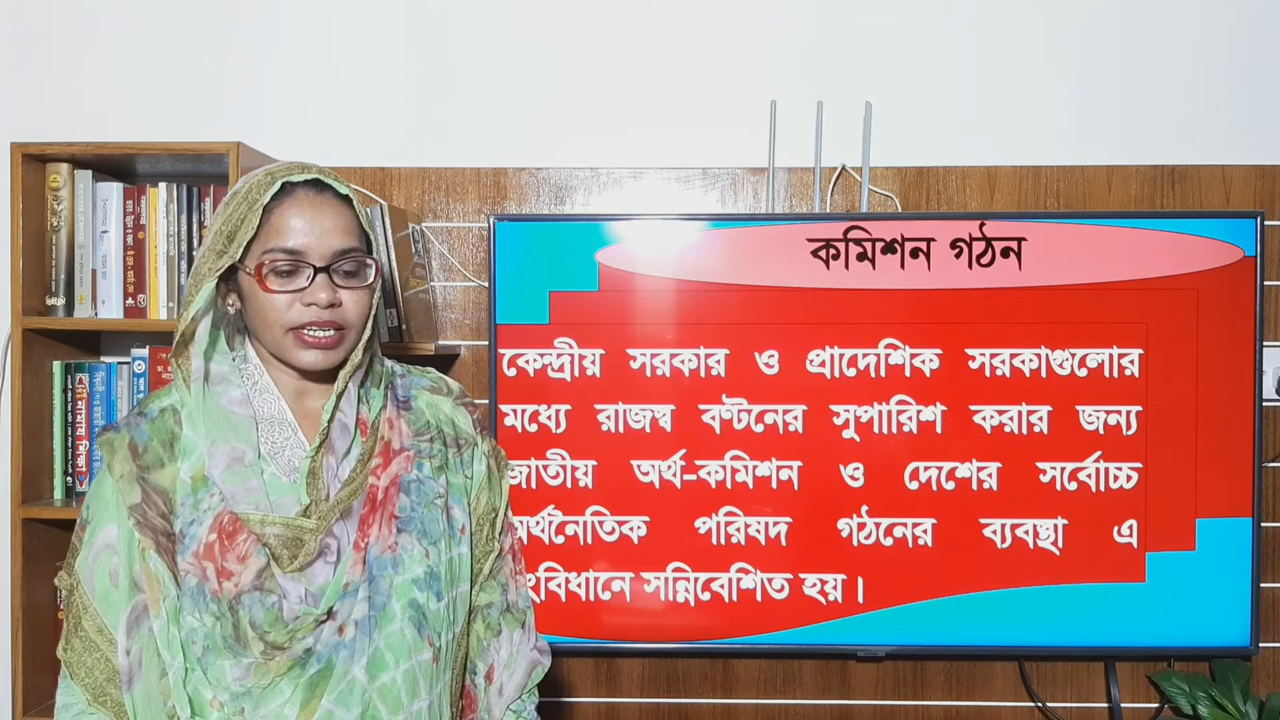 কমিশন গঠন
কেন্দ্রীয় সরকার ও প্রাদেশিক সরকাগুলোর
মধ্যে রাজস্ব বণ্টনের সুপারিশ করার জন্য
জাতীয় অর্থ-কমিশন ও দেশের সর্বোচ্চ
অর্থনৈতিক পরিষদ গঠনের ব্যবস্থা এ
ংবিধানে সন্নিবেশিত হয়।